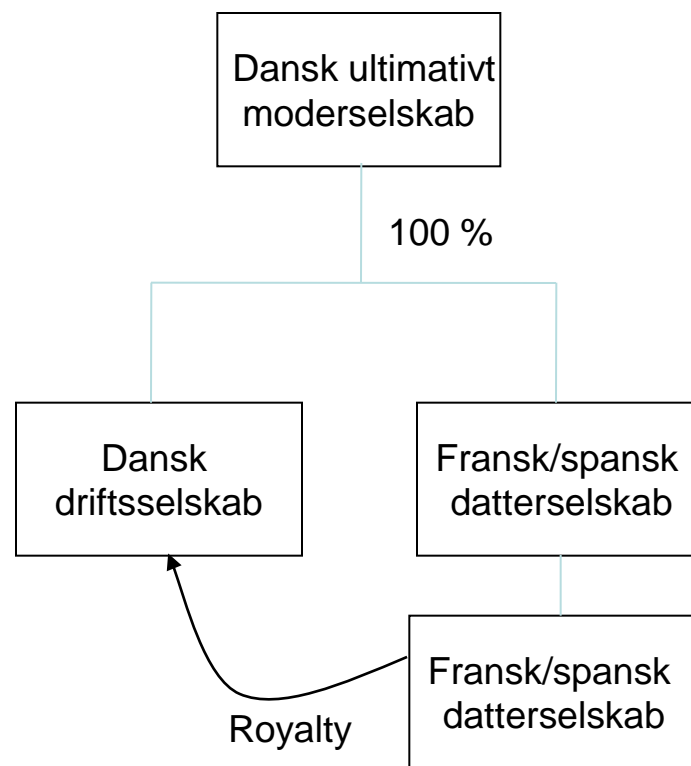 Dansk ultimativt
moderselskab
100 %
Dansk
driftsselskab
Fransk/spansk
datterselskab
Fransk/spansk
datterselskab
Royalty